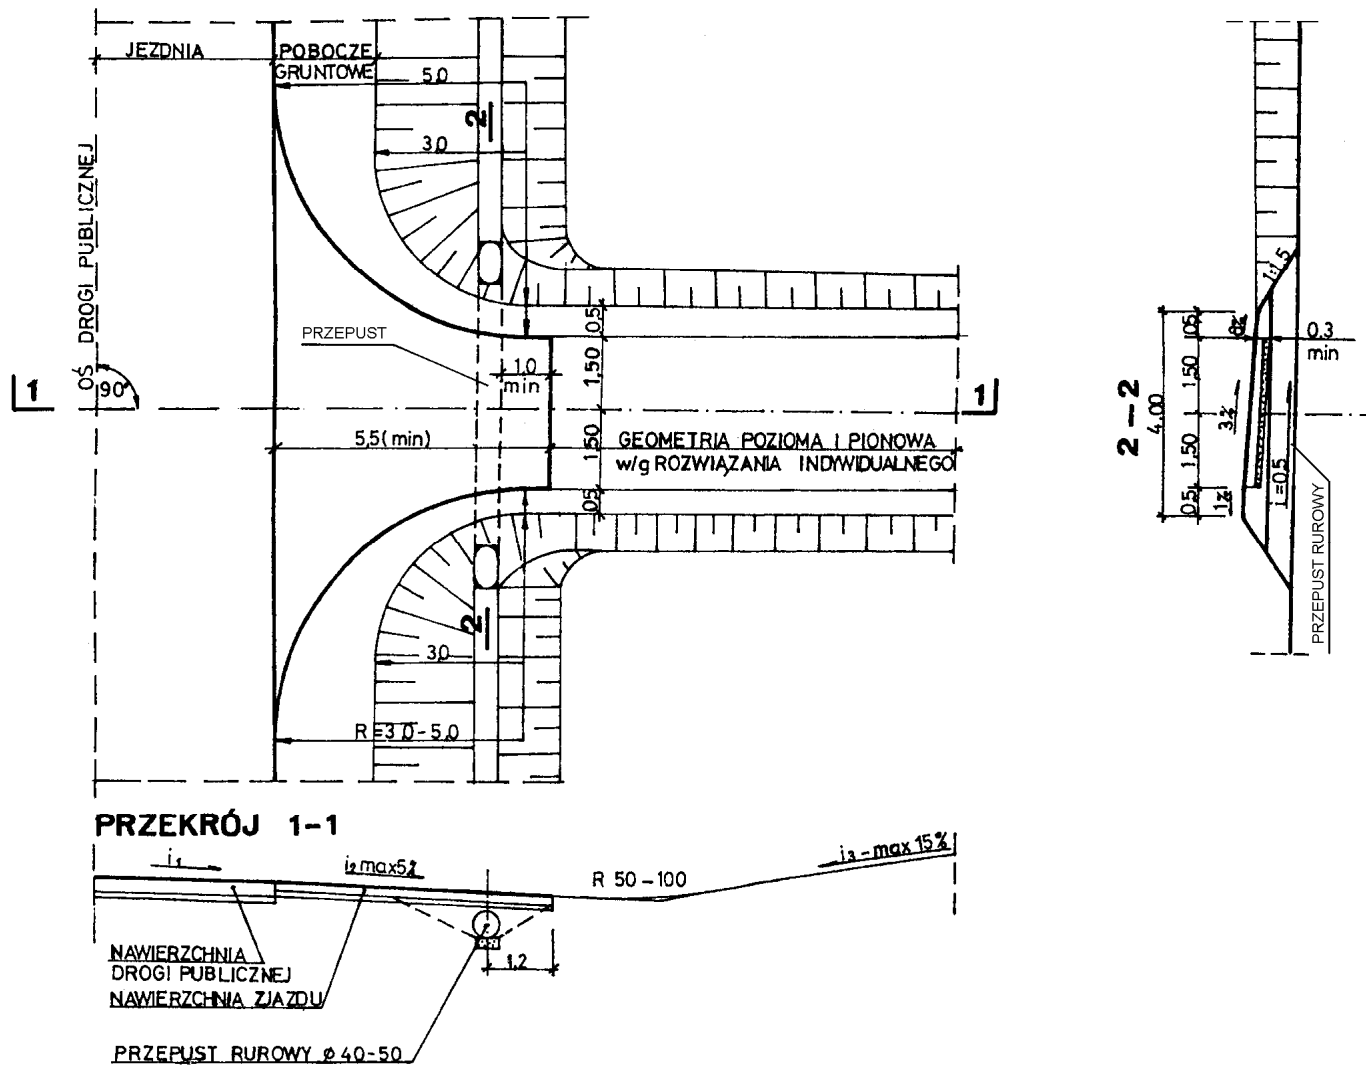 JEZDNIA
POBOCZE
GRUNTOWE
5,0
2
3,0
OŚ DROGI PUBLICZNEJ
PRZEPUST
90°
1
1,0
min
0,5
1,50
1,50
0,5
1
5,5(min)
GEOMETRIA POZIOMA I PIONOWA
w/g ROZWIĄZANIA INDYWIDUALNEGO
2
3,0
R=3,0-5,0
2-2
4.00
0,5
1,50
1,50
0,5
8%
3%
1%
1:1,5
0.3
min
i=0,5
PRZEPUST RUROWY
PRZEKRÓJ 1-1
i1
i2 max5%
R 50-100
i3-max 15%
NAWIERZCHNIA
DROGI PUBLICZNEJ
NAWIERZCHNIA ZJAZDU
1,2
PRZEPUST RUROWY ø 40-50